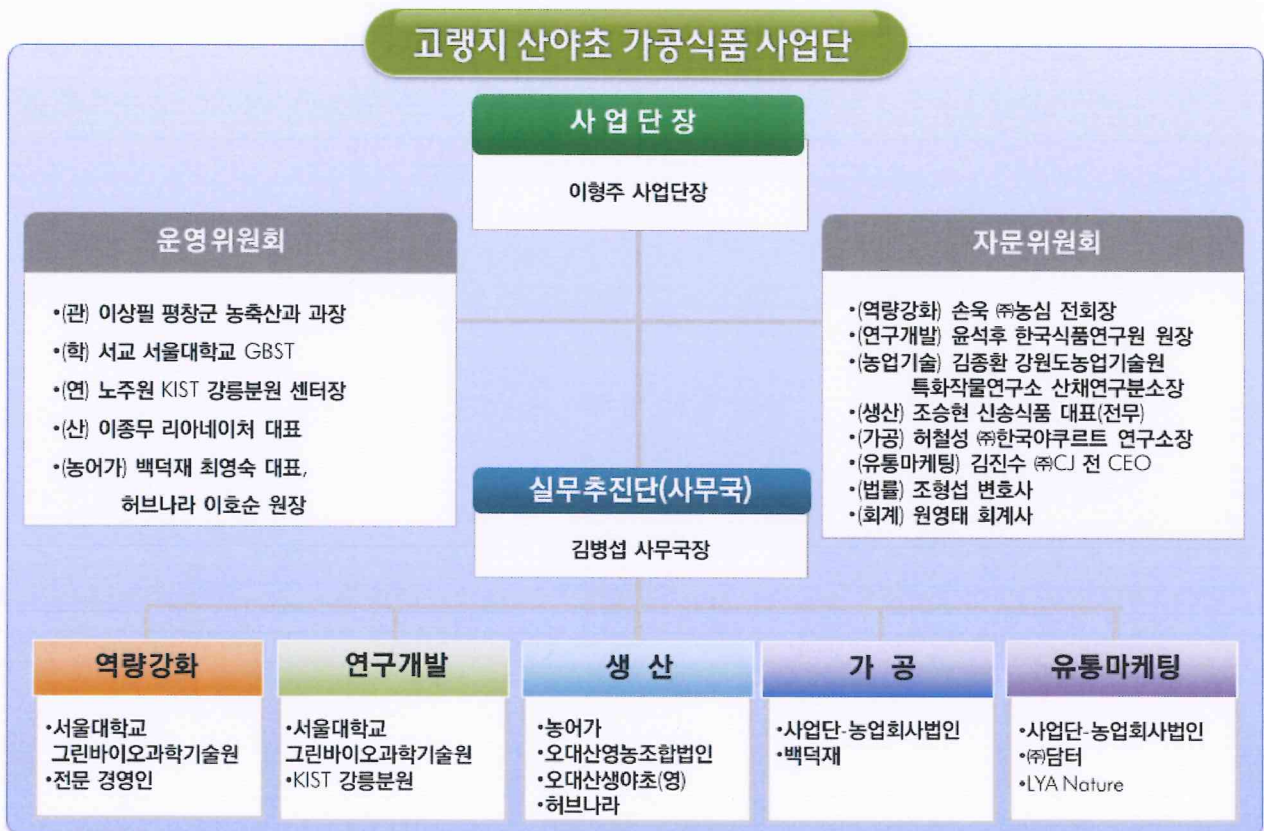 고랭지 산야초 가공식품 사업단
사 업 단 장
이형주 사업단장
운영위원회
•(관) 이상필 평창군 농축산과 과장
•(학) 서교 서울대학교 GBST
•(연) 노주원 KIST 강릉분원 센터장
•(산) 이종무 리아네이처 대표
•(농어가) 백덕재 최영숙 대표,
허브나라 이호순 원장
자문위원회
•(역량강화) 손욱 ㈜농심 전회장
•(연구개발) 윤석후 한국식품연구원 원장
•(농업기술) 김종환 강원도농업기술원
특화작물연구소 산채연구분소장
•(생산) 조승현 신송식품 대표(전무)
•(가공) 허철성 ㈜한국야쿠르트 연구소장
•(유통마케팅) 김진수 ㈜CJ 전 CEO
•(법률) 조형섭 변호사
•(회계) 원영태 회계사
실무추진단(사무국)
김병섭 사무국장
역량강화
•서울대학교
그린바이오과학기술원
•전문 경영인
연구개발
•서울대학교
그린바이오과학기술원
•KIST 강릉분원
생 산
•농어가
•오대산영농조합법인
•오대산생야초(영)
•허브나라
가 공
•사업단-농업회사법인
•백덕재
유통마케팅
•사업단-농업회사법인
•㈜담터
•LYA Nature